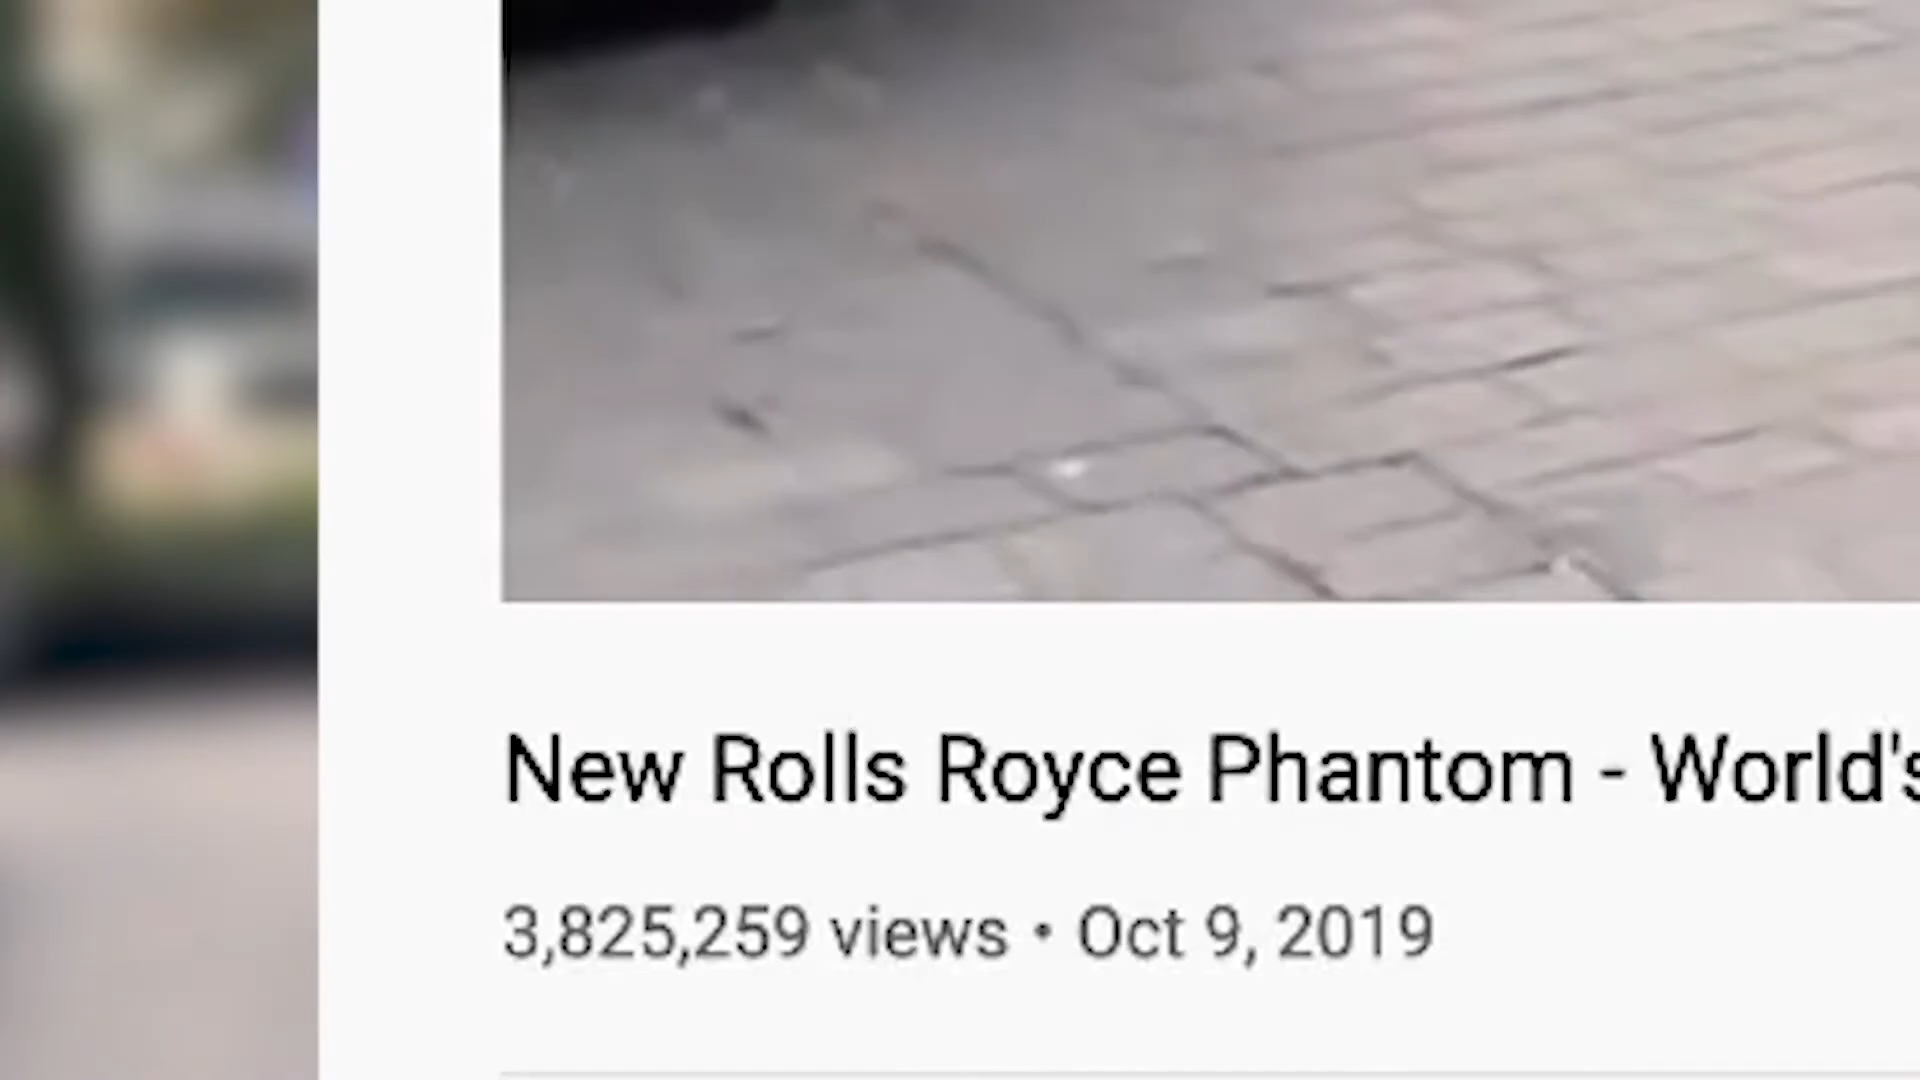 New Rolls Royce Phantom - World's
3,825,259 views • Oct 9, 2019